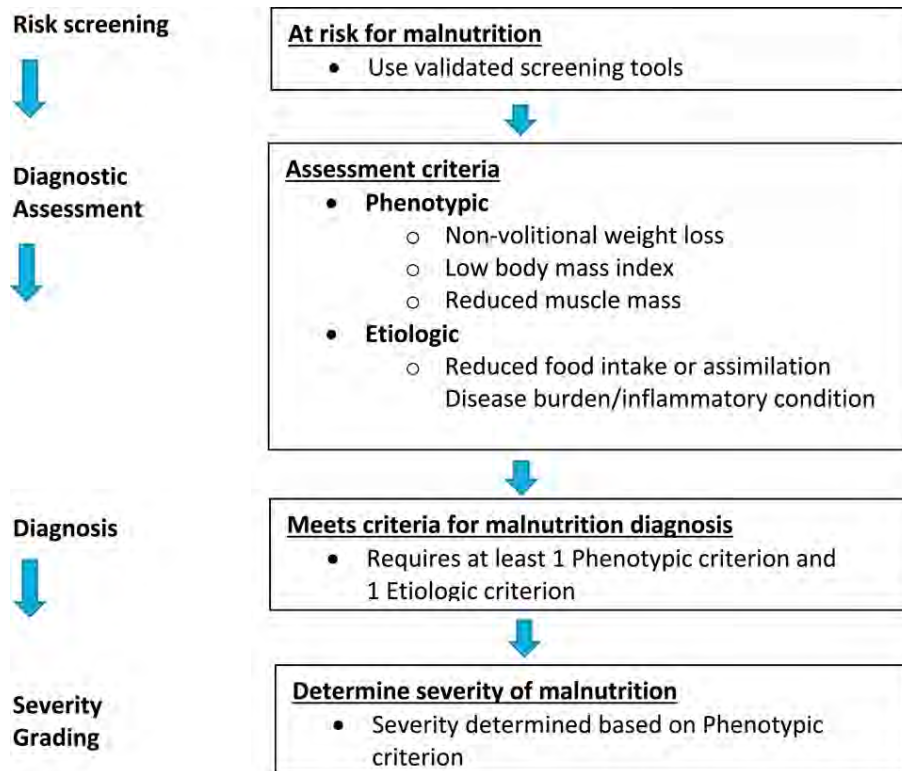 Risk screening
At risk for malnutrition
• Use validated screening tools
Diagnostic
Assessment
Assessment criteria
• Phenotypic
o Non-volitional weight loss
o Low body mass index
o Reduced muscle mass
• Etiologic
o Reduced food intake or assimilation
Disease burden/inflammatory condition
Diagnosis
Meets criteria for malnutrition diagnosis
• Requires at least 1 Phenotypic criterion and
1 Etiologic criterion
Severity
Grading
Determine severity of malnutrition
• Severity determined based on Phenotypic
criterion